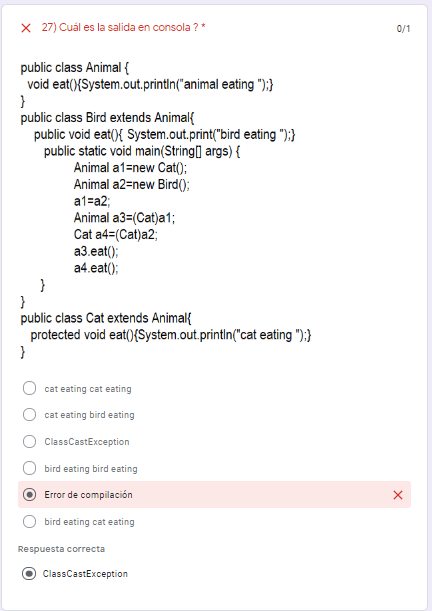 27) Cuál es la salida en consola ? *
0/1
public class Animal {
void eat(){System.out.println("animal eating ");}
}
public class Bird extends Animal{
public void eat(){ System.out.print("bird eating ");}
public static void main(String[] args) {
Animal a1=new Cat();
Animal a2=new Bird();
a1=a2;
Animal a3=(Cat)a1;
Cat a4=(Cat)a2;
a3.eat();
a4.eat();
}
}
public class Cat extends Animal{
protected void eat(){System.out.println("cat eating ");}
}
cat eating cat eating
cat eating bird eating
ClassCastException
bird eating bird eating
Error de compilación
bird eating cat eating
Respuesta correcta
ClassCastException